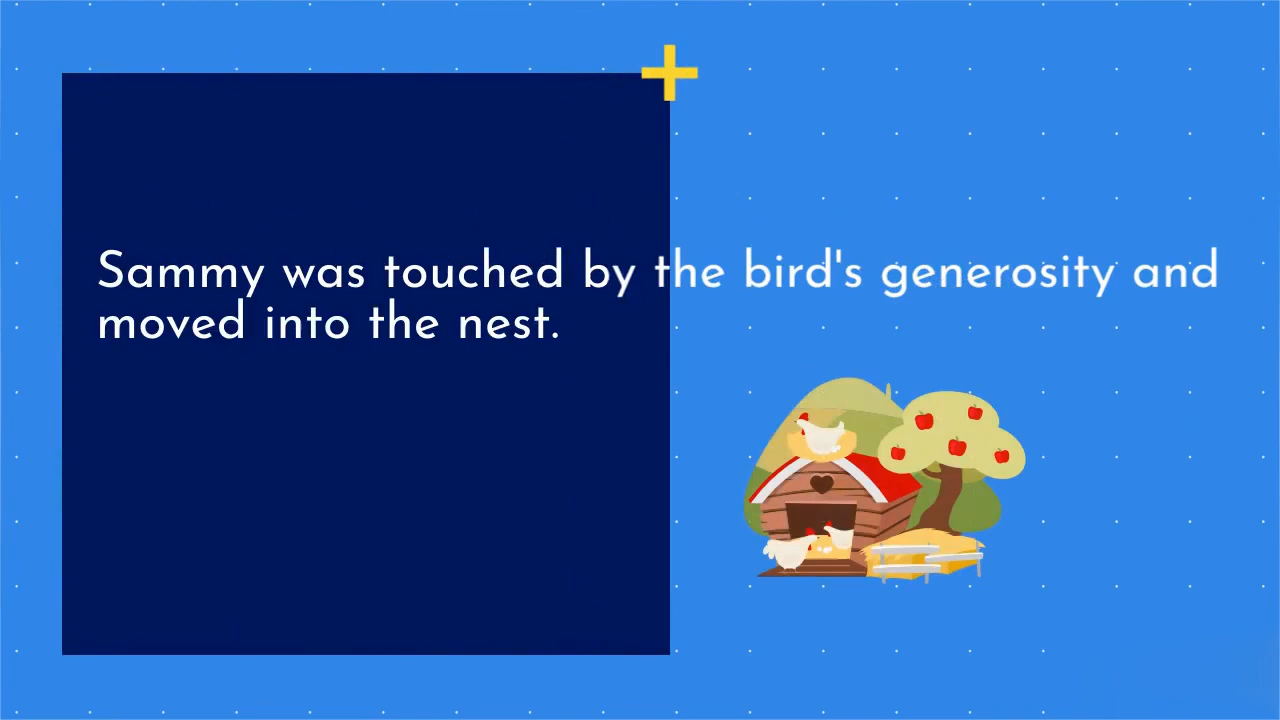 Sammy was touched by the bird's generosity and
moved into the nest.